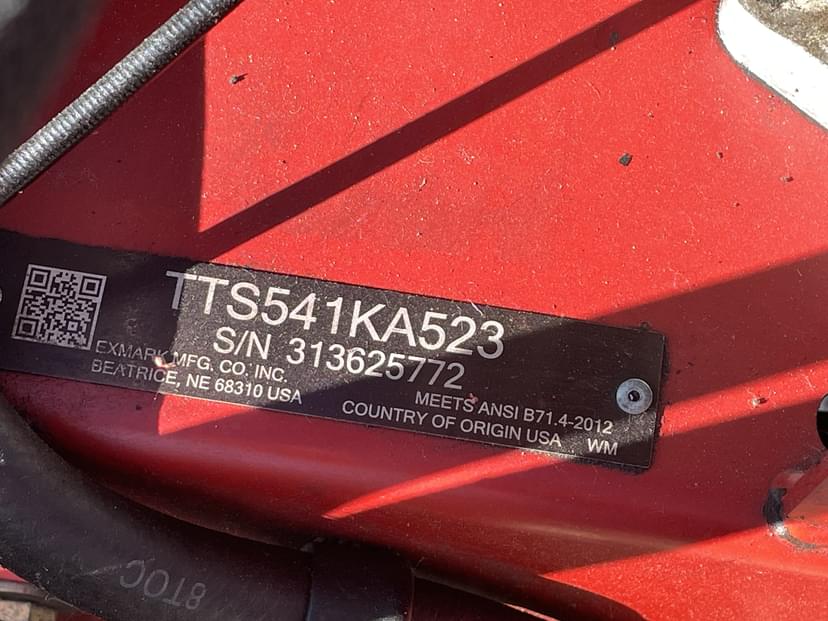 TTS541KA523
S/N 313625772
EXMARK MFG. CO. INC.
BEATRICE, NE 68310 USA
MEETS ANSI B71.4-2012
COUNTRY OF ORIGIN USA WM
8TOC